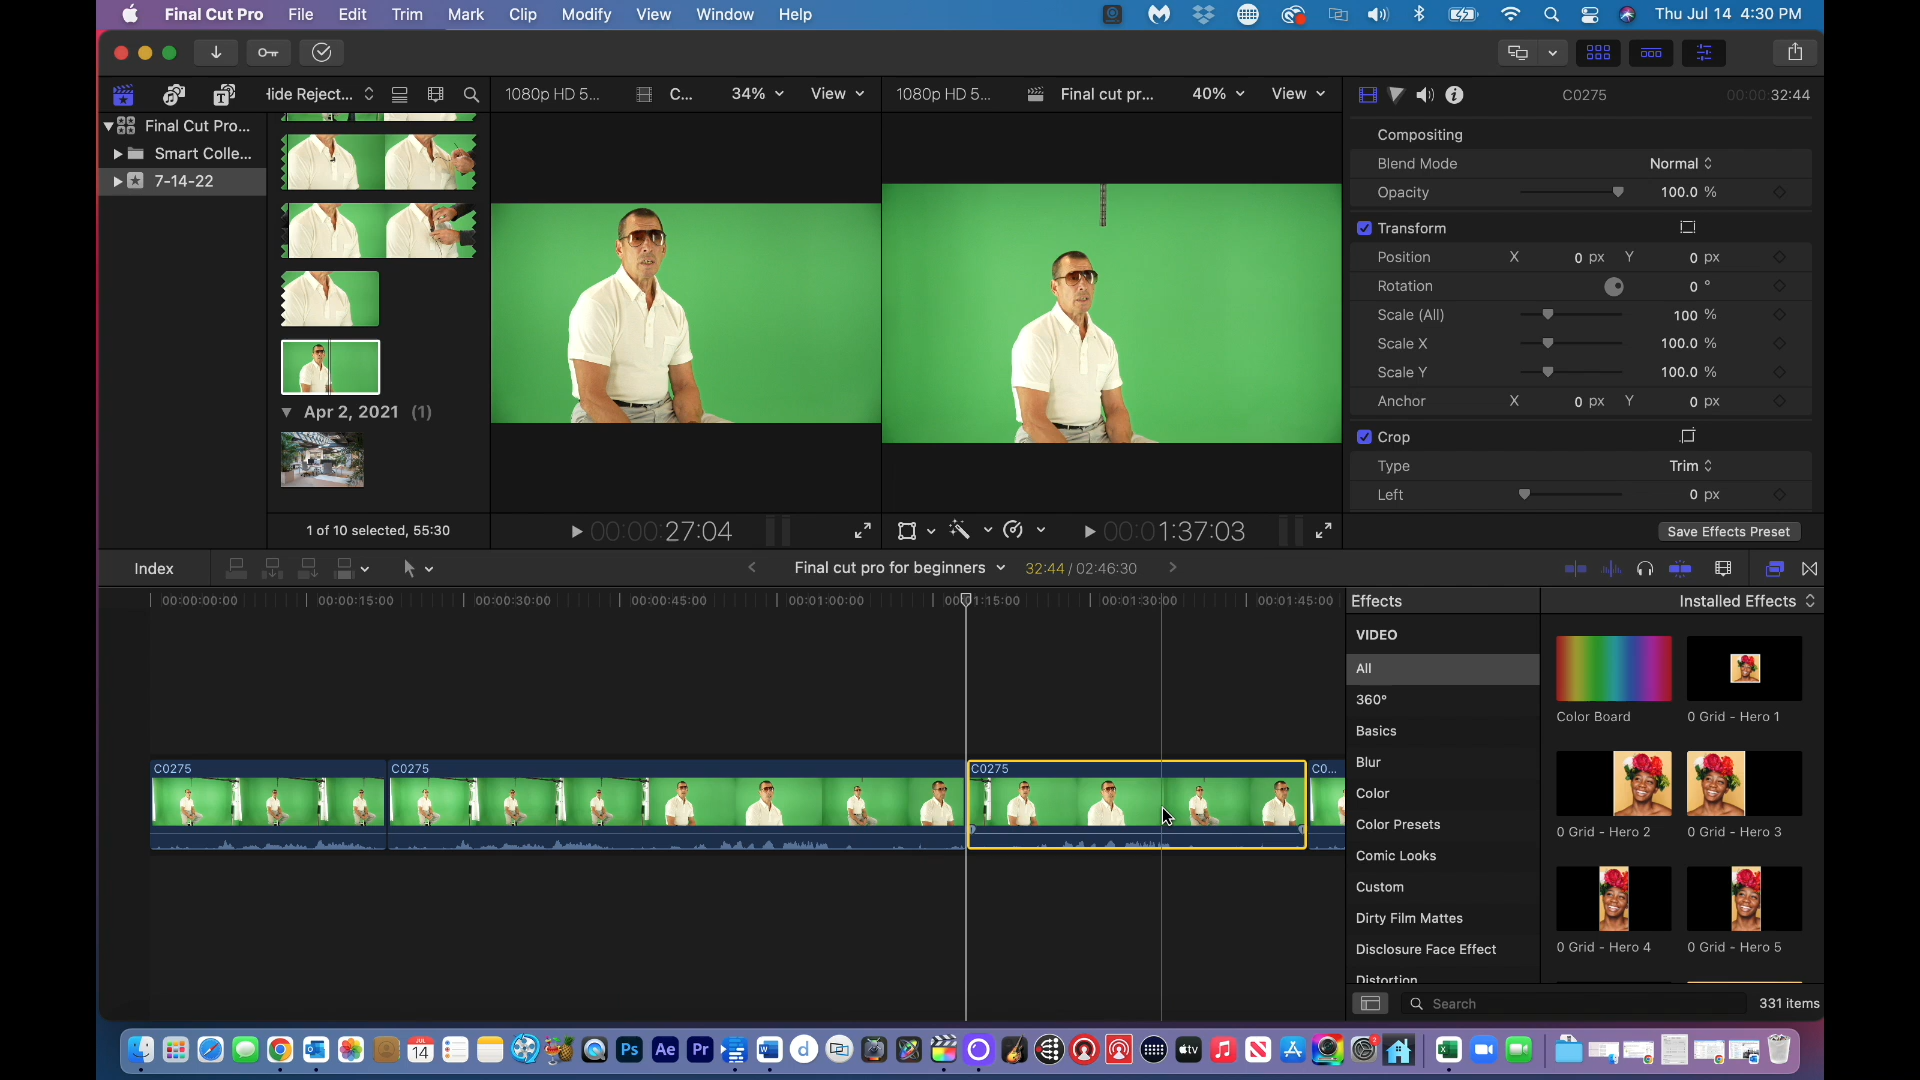 Final Cut Pro File Edit Trim Mark Clip Modify View Window Help Thu Jul 14 4:30 PM
Hide Reject... 1080p HD 5... C... 34% View 1080p HD 5... Final cut pr... 40% View C0275 00:00:32:44
Final Cut Pro...
Smart Colle...
7-14-22
Apr 2, 2021 (1)
1 of 10 selected, 55:30
00:00:27:04
00:01:37:03
Compositing
Blend Mode Normal
Opacity 100.0 %
Transform
Position X 0 px Y 0 px
Rotation 0 °
Scale (All) 100 %
Scale X 100.0 %
Scale Y 100.0 %
Anchor X 0 px Y 0 px
Crop
Type Trim
Left 0 px
Save Effects Preset
Index Final cut pro for beginners 32:44 / 02:46:30
00:00:00:00 00:00:15:00 00:00:30:00 00:00:45:00 00:01:00:00 00:01:15:00 00:01:30:00 00:01:45:00
C0275 C0275 C0275 C0...
Effects Installed Effects
VIDEO
All
360°
Basics
Blur
Color
Color Presets
Comic Looks
Custom
Dirty Film Mattes
Disclosure Face Effect
Distortion
Color Board 0 Grid - Hero 1
0 Grid - Hero 2 0 Grid - Hero 3
0 Grid - Hero 4 0 Grid - Hero 5
Search 331 items
JUL 14 Ps Ae Pr W d tv X